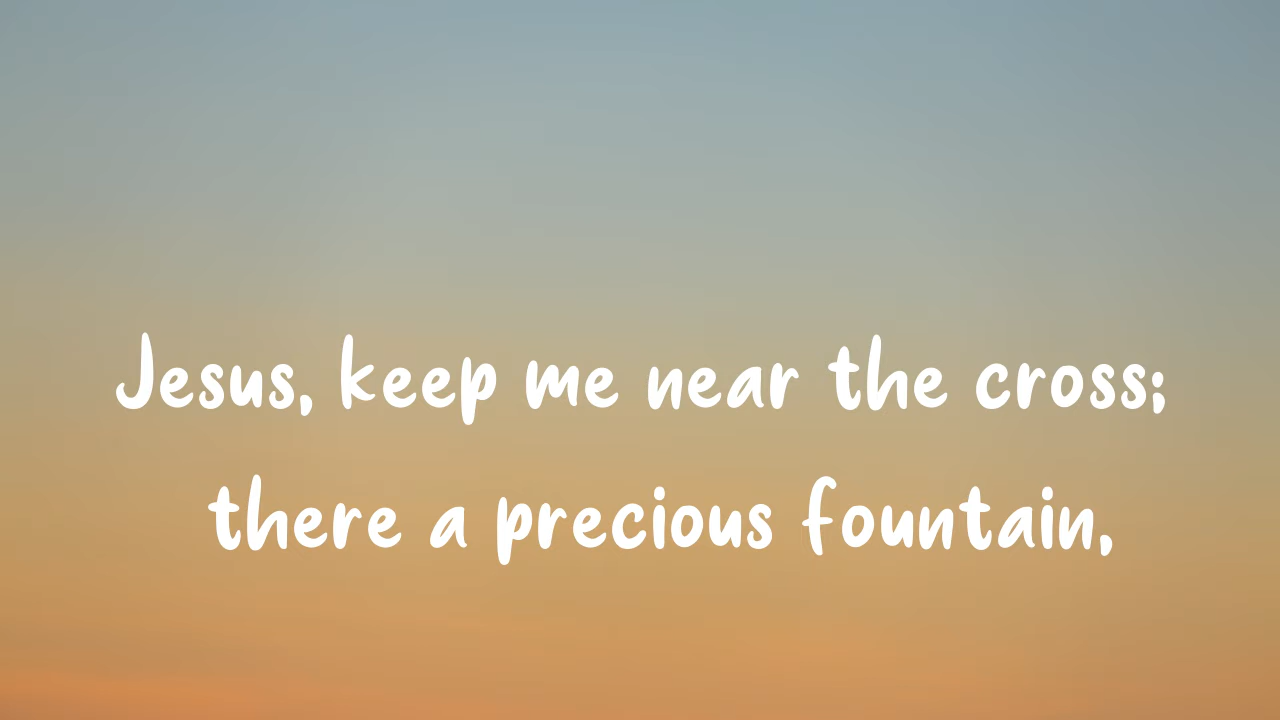 Jesus, keep me near the cross;
there a precious fountain,